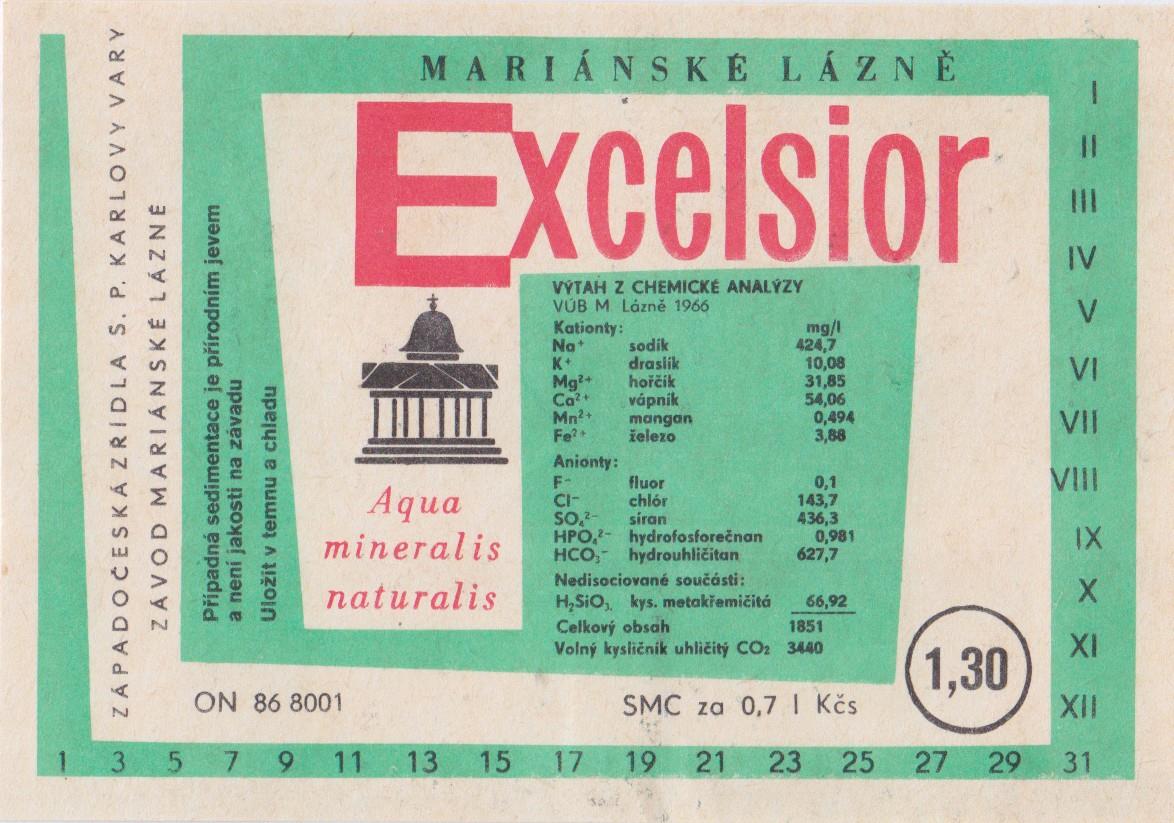 MARIÁNSKÉ LÁZNĚ
Excelsior
ZÁPADOČESKÁ ZŘÍDLA S. P. KARLOVY VARY
ZÁVOD MARIÁNSKÉ LÁZNĚ
Případná sedimentace je přírodním jevem
a není jakosti na závadu
Uložit v temnu a chladu
Aqua
mineralis
naturalis
VÝTAH Z CHEMICKÉ ANALÝZY
VÚB M. Lázně 1966
Kationty: mg/l
Na⁺ sodík 424,7
K⁺ draslík 10,08
Mg²⁺ hořčík 31,85
Ca²⁺ vápník 54,06
Mn²⁺ mangan 0,494
Fe²⁺ železo 3,88
Anionty:
F⁻ fluor 0,1
Cl⁻ chlór 143,7
SO₄²⁻ síran 436,3
HPO₄²⁻ hydrofosforečnan 0,981
HCO₃⁻ hydrouhličitan 627,7
Nedisociované součásti:
H₂SiO₃ kys. metakřemičitá 66,92
Celkový obsah 1851
Volný kysličník uhličitý CO₂ 3440
ON 86 8001
SMC za 0,7 l Kčs
1,30
I
II
III
IV
V
VI
VII
VIII
IX
X
XI
XII
1 3 5 7 9 11 13 15 17 19 21 23 25 27 29 31